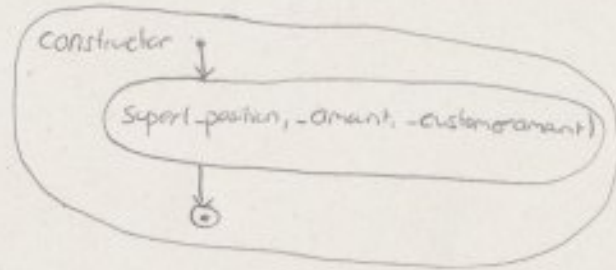 constructor
super(_position, _amount, _customeramount)